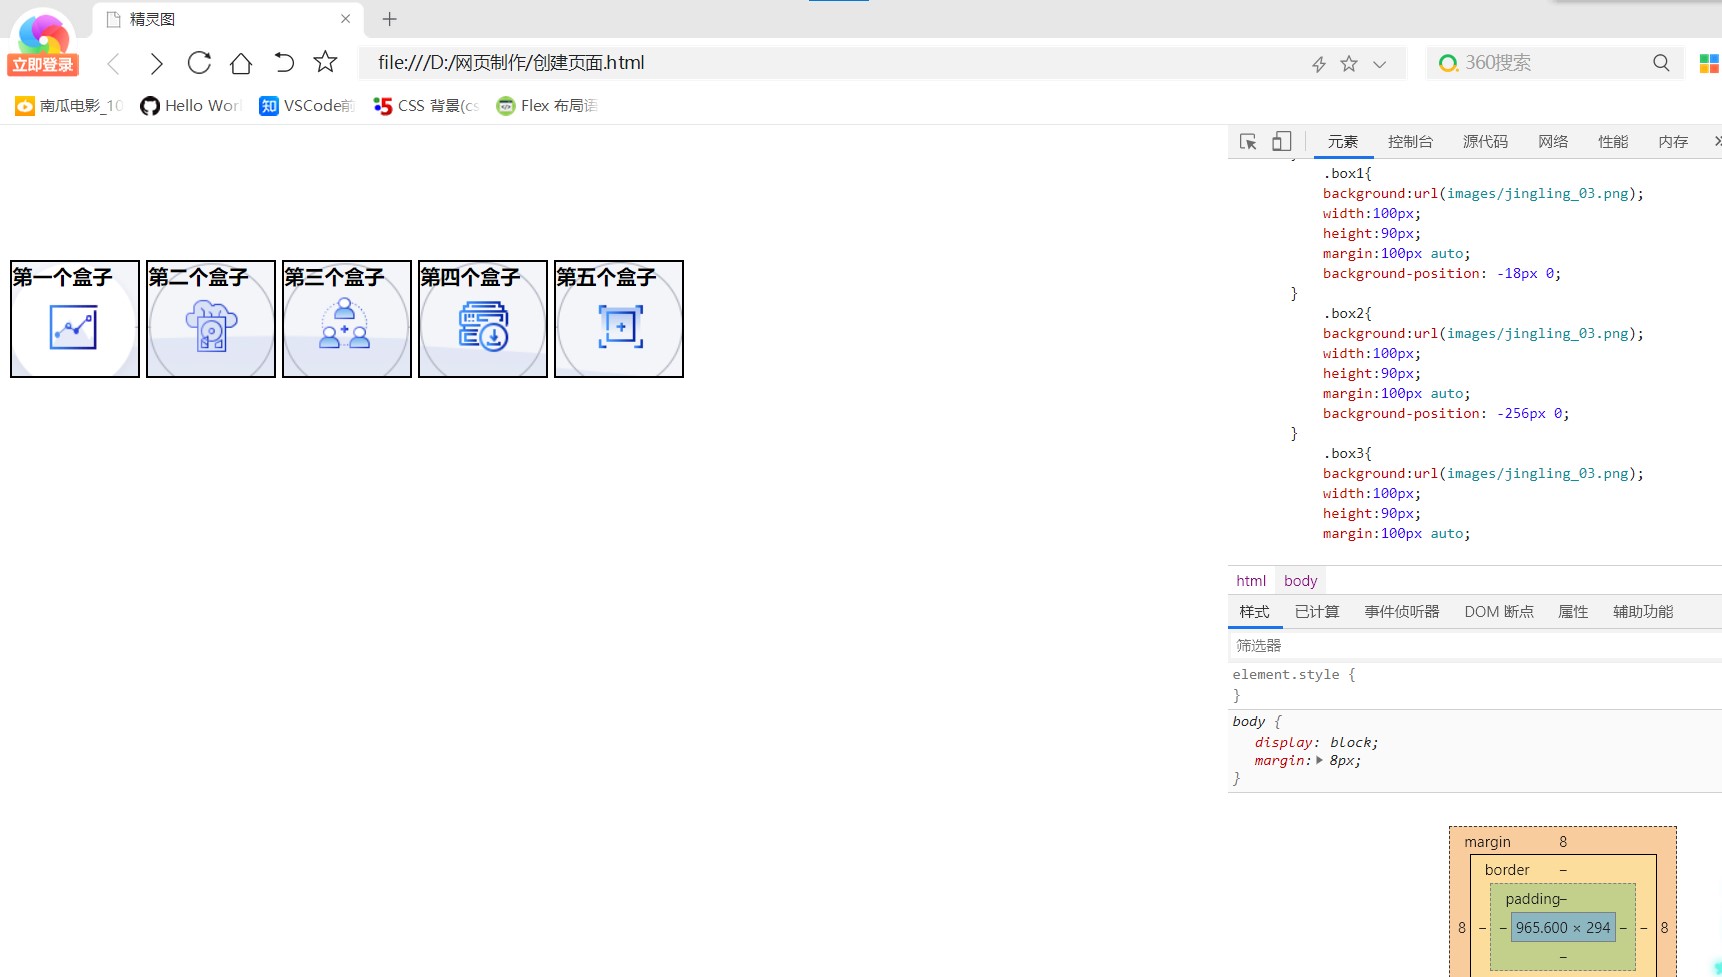 精灵图
立即登录
file:///D:/网页制作/创建页面.html
360搜索
南瓜电影_10
Hello Worl
知 VSCode前
5 CSS 背景(cs
Flex 布局语
元素 控制台 源代码 网络 性能 内存
第一个盒子 第二个盒子 第三个盒子 第四个盒子 第五个盒子
.box1{
background:url(images/jingling_03.png);
width:100px;
height:90px;
margin:100px auto;
background-position: -18px 0;
}
.box2{
background:url(images/jingling_03.png);
width:100px;
height:90px;
margin:100px auto;
background-position: -256px 0;
}
.box3{
background:url(images/jingling_03.png);
width:100px;
height:90px;
margin:100px auto;
html body
样式 已计算 事件侦听器 DOM 断点 属性 辅助功能
筛选器
element.style {
}
body {
display: block;
margin: 8px;
}
margin 8
border –
padding –
8 – – 965.600 × 294 – – 8
–